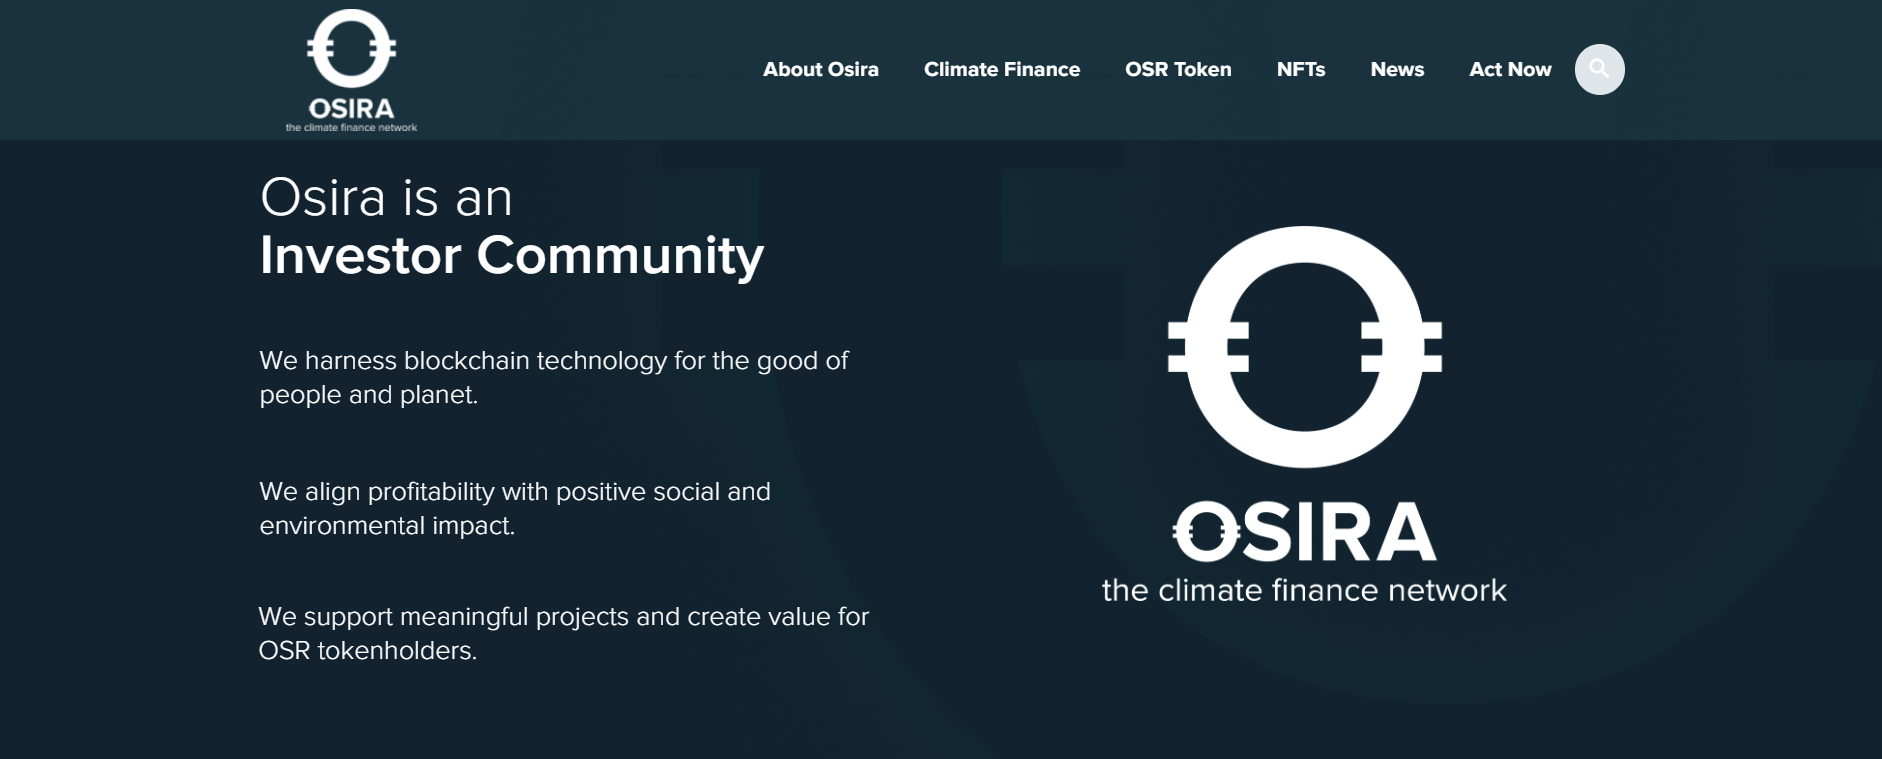 OSIRA
the climate finance network
About Osira
Climate Finance
OSR Token
NFTs
News
Act Now
Osira is an
Investor Community
We harness blockchain technology for the good of
people and planet.
We align profitability with positive social and
environmental impact.
We support meaningful projects and create value for
OSR tokenholders.
OSIRA
the climate finance network